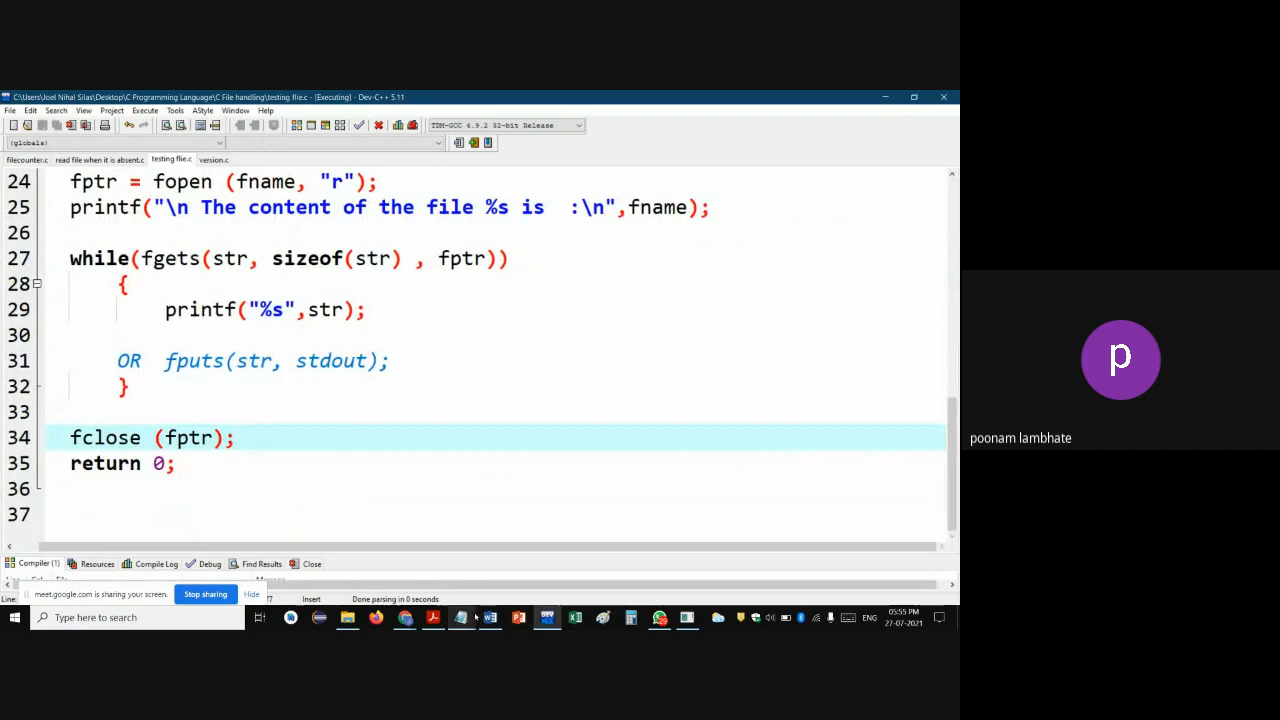 C:\Users\Joel Nihal Silas\Desktop\C Programming Language\C File handling\testing flie.c - [Executing] - Dev-C++ 5.11
File Edit Search View Project Execute Tools AStyle Window Help
TDM-GCC 4.9.2 32-bit Release
(globals)
filecounter.c read file when it is absent.c testing flie.c version.c
24 fptr = fopen (fname, "r");
25 printf("\n The content of the file %s is  :\n",fname);
26
27 while(fgets(str, sizeof(str) , fptr))
28 {
29 printf("%s",str);
30
31 OR  fputs(str, stdout);
32 }
33
34 fclose (fptr);
35 return 0;
36
37
Compiler (1) Resources Compile Log Debug Find Results Close
meet.google.com is sharing your screen. Stop sharing Hide
Line: Insert Done parsing in 0 seconds
Type here to search
ENG
05:55 PM
27-07-2021
p
poonam lambhate